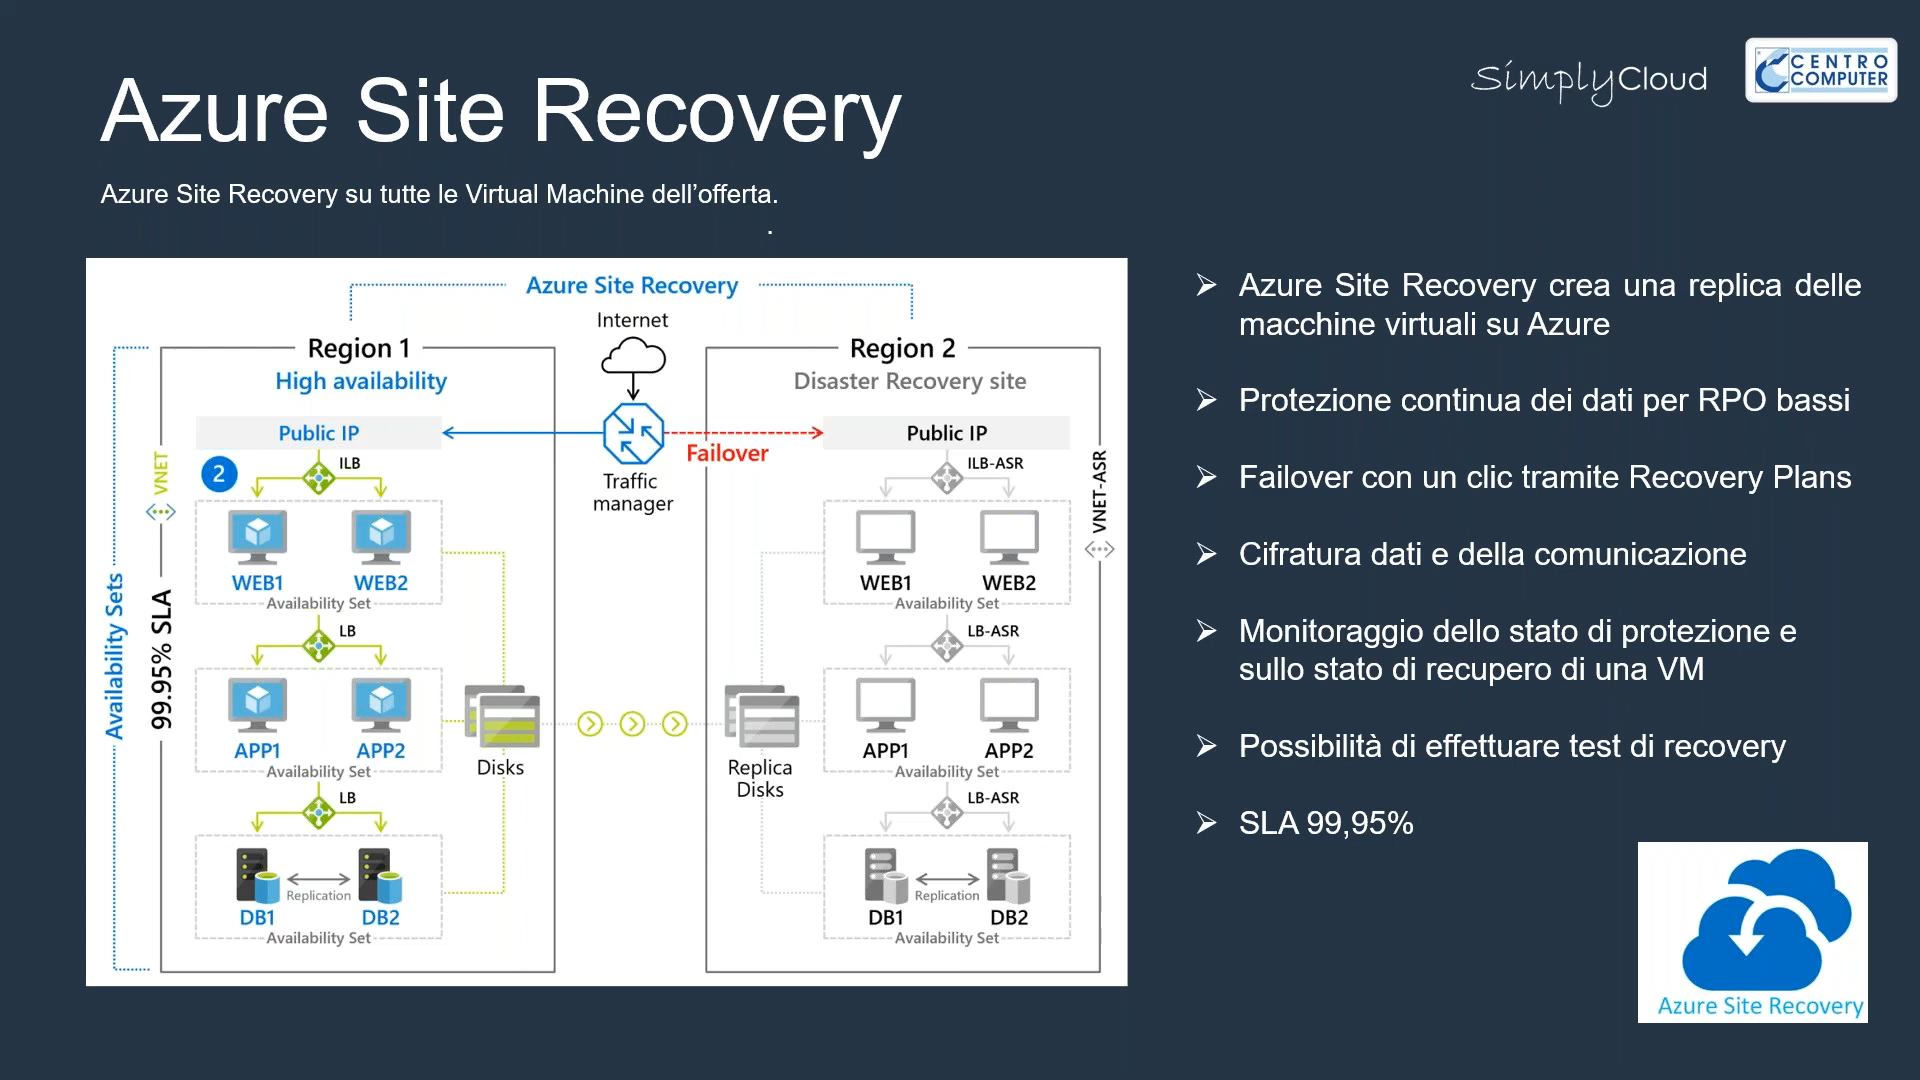 Azure Site Recovery
SimplyCloud
CENTRO
COMPUTER
Azure Site Recovery su tutte le Virtual Machine dell’offerta.
.
Azure Site Recovery
Internet
Region 1
High availability
Region 2
Disaster Recovery site
Public IP
Failover
Public IP
Traffic
manager
2
ILB
ILB-ASR
VNET
VNET-ASR
WEB1
WEB2
Availability Set
WEB1
WEB2
Availability Set
Availability Sets
99.95% SLA
LB
LB-ASR
APP1
APP2
Availability Set
Disks
Replica
Disks
APP1
APP2
Availability Set
LB
LB-ASR
Replication
DB1
DB2
Availability Set
Replication
DB1
DB2
Availability Set
➢ Azure Site Recovery crea una replica delle
macchine virtuali su Azure
➢ Protezione continua dei dati per RPO bassi
➢ Failover con un clic tramite Recovery Plans
➢ Cifratura dati e della comunicazione
➢ Monitoraggio dello stato di protezione e
sullo stato di recupero di una VM
➢ Possibilità di effettuare test di recovery
➢ SLA 99,95%
Azure Site Recovery